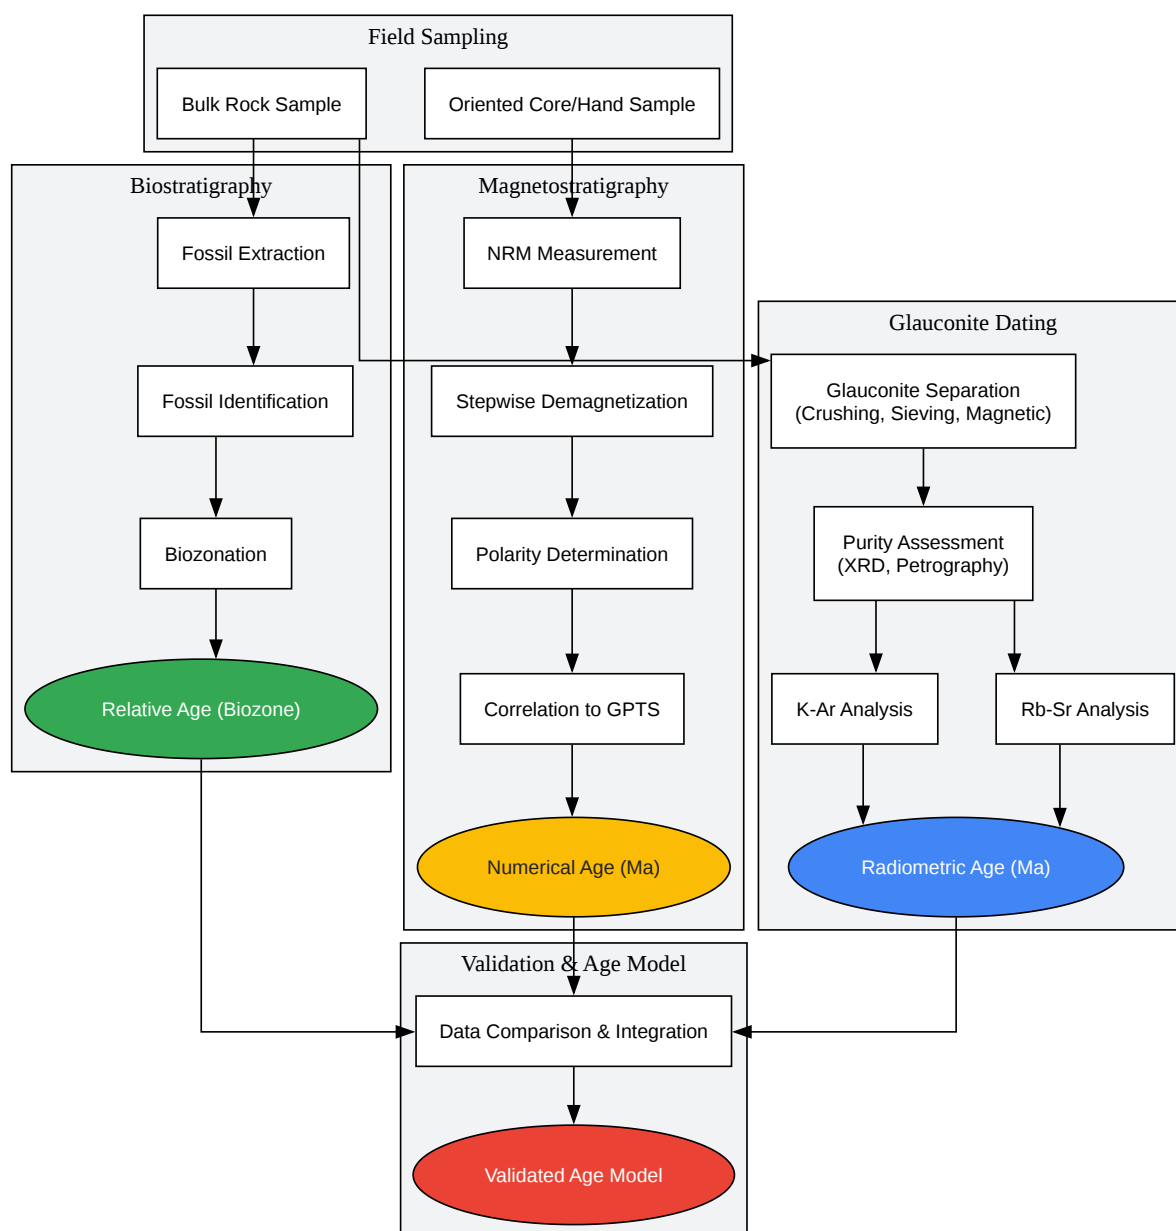 Field Sampling
Bulk Rock Sample
Oriented Core/Hand Sample
Biostratigraphy
Fossil Extraction
Fossil Identification
Biozonation
Relative Age (Biozone)
Magnetostratigraphy
NRM Measurement
Stepwise Demagnetization
Polarity Determination
Correlation to GPTS
Numerical Age (Ma)
Glauconite Dating
Glauconite Separation
(Crushing, Sieving, Magnetic)
Purity Assessment
(XRD, Petrography)
K-Ar Analysis
Rb-Sr Analysis
Radiometric Age (Ma)
Validation & Age Model
Data Comparison & Integration
Validated Age Model